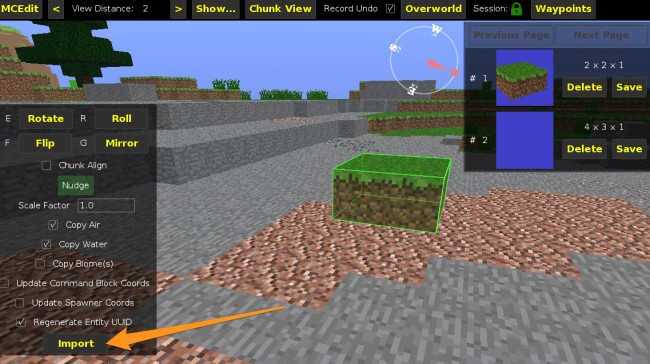 MCEdit < View Distance: 2 > Show... Chunk View Record Undo Overworld Session: Waypoints
Previous Page Next Page
# 1 2 x 2 x 1
Delete Save
# 2 4 x 3 x 1
Delete Save
E Rotate R Roll
F Flip G Mirror
Chunk Align
Nudge
Scale Factor 1.0
Copy Air
Copy Water
Copy Biome(s)
Update Command Block Coords
Update Spawner Coords
Regenerate Entity UUID
Import
W
S